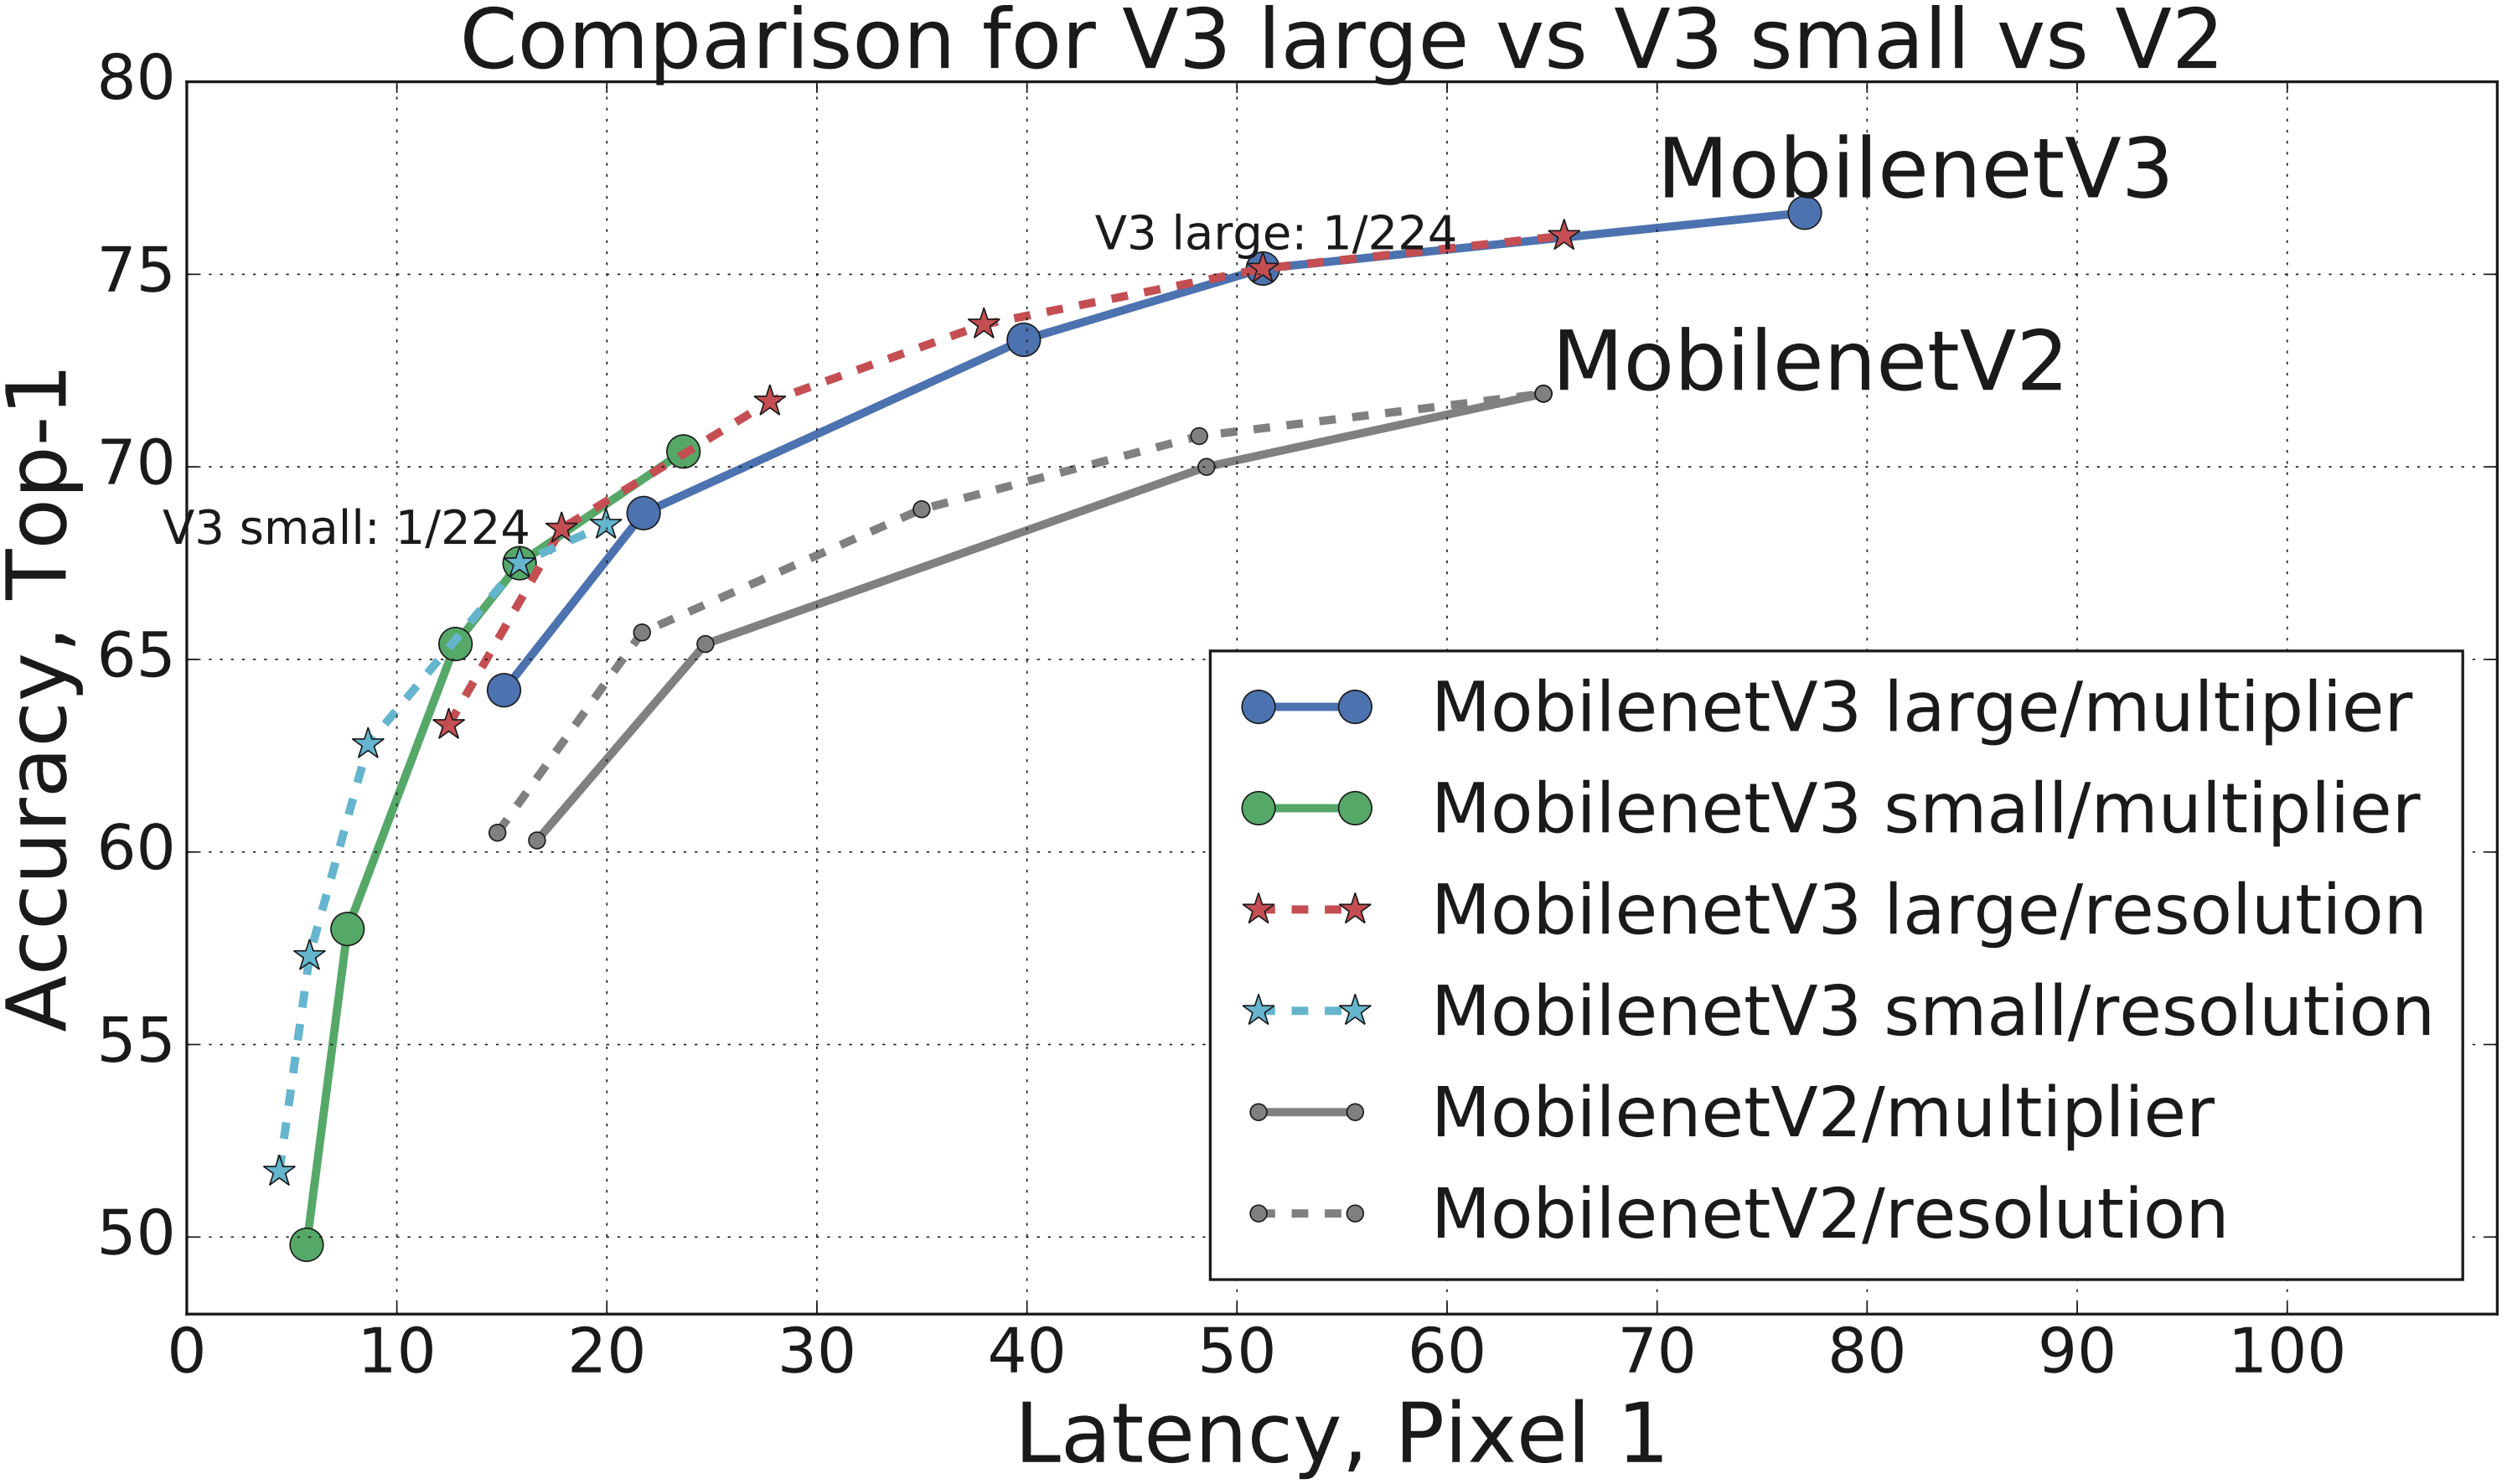 Comparison for V3 large vs V3 small vs V2
80
75
70
65
60
55
50
Accuracy, Top-1
MobilenetV3
V3 large: 1/224
MobilenetV2
V3 small: 1/224
MobilenetV3 large/multiplier
MobilenetV3 small/multiplier
MobilenetV3 large/resolution
MobilenetV3 small/resolution
MobilenetV2/multiplier
MobilenetV2/resolution
0 10 20 30 40 50 60 70 80 90 100
Latency, Pixel 1